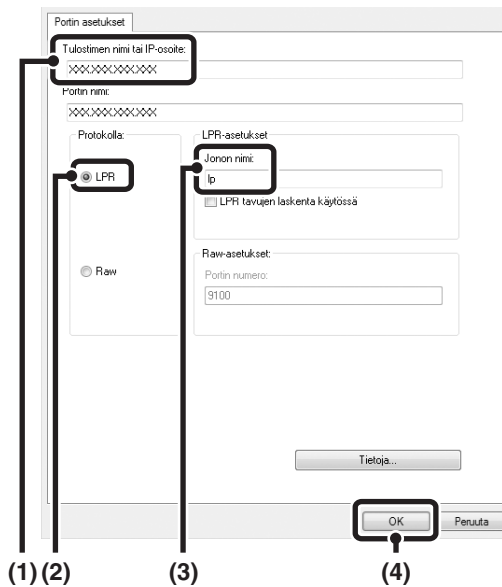 Portin asetukset
Tulostimen nimi tai IP-osoite:
XXX.XXX.XXX.XXX
Portin nimi:
XXX.XXX.XXX.XXX
Protokolla:
LPR
Raw
LPR-asetukset
Jonon nimi:
lp
LPR tavujen laskenta käytössä
Raw-asetukset:
Portin numero:
9100
Tietoja...
OK
Peruuta
(1) (2) (3) (4)